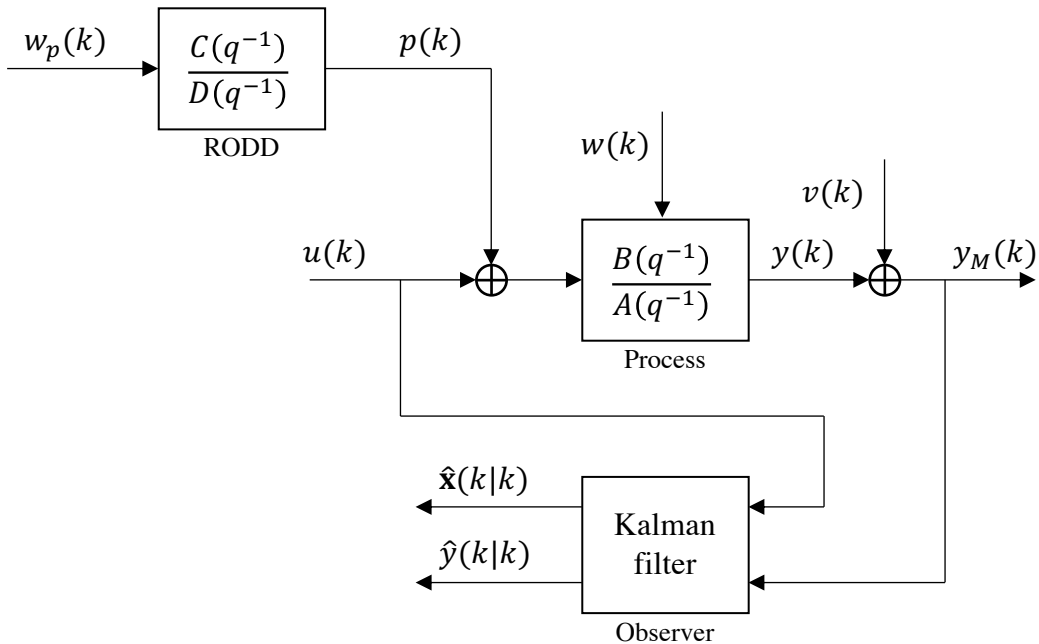 w_p(k)
C(q⁻¹)
D(q⁻¹)
RODD
p(k)
w(k)
v(k)
u(k)
B(q⁻¹)
A(q⁻¹)
Process
y(k)
y_M(k)
x̂(k|k)
ŷ(k|k)
Kalman
filter
Observer